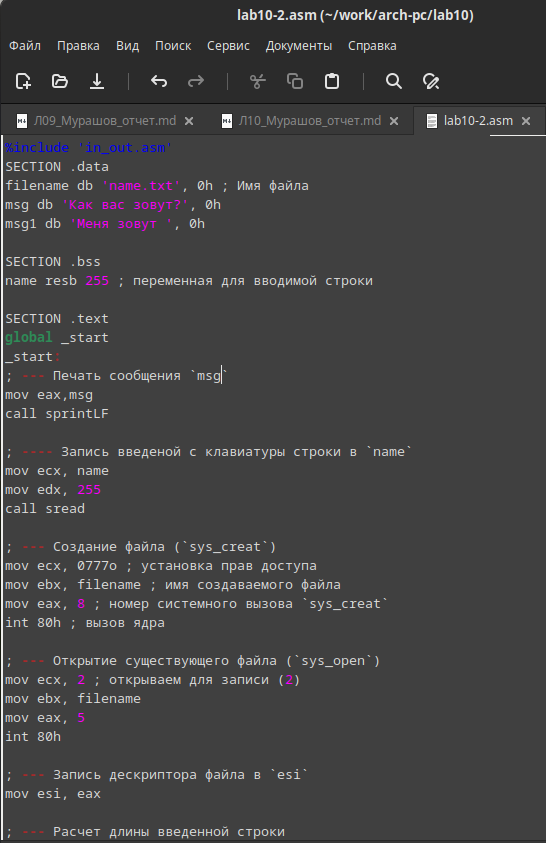 lab10-2.asm (~/work/arch-pc/lab10)
Файл Правка Вид Поиск Сервис Документы Справка
Л09_Мурашов_отчет.md Л10_Мурашов_отчет.md lab10-2.asm
%include 'in_out.asm'
SECTION .data
filename db 'name.txt', 0h ; Имя файла
msg db 'Как вас зовут?', 0h
msg1 db 'Меня зовут ', 0h
SECTION .bss
name resb 255 ; переменная для вводимой строки
SECTION .text
global _start
_start:
; --- Печать сообщения `msg`
mov eax,msg
call sprintLF
; ---- Запись введеной с клавиатуры строки в `name`
mov ecx, name
mov edx, 255
call sread
; --- Создание файла (`sys_creat`)
mov ecx, 0777o ; установка прав доступа
mov ebx, filename ; имя создаваемого файла
mov eax, 8 ; номер системного вызова `sys_creat`
int 80h ; вызов ядра
; --- Открытие существующего файла (`sys_open`)
mov ecx, 2 ; открываем для записи (2)
mov ebx, filename
mov eax, 5
int 80h
; --- Запись дескриптора файла в `esi`
mov esi, eax
; --- Расчет длины введенной строки